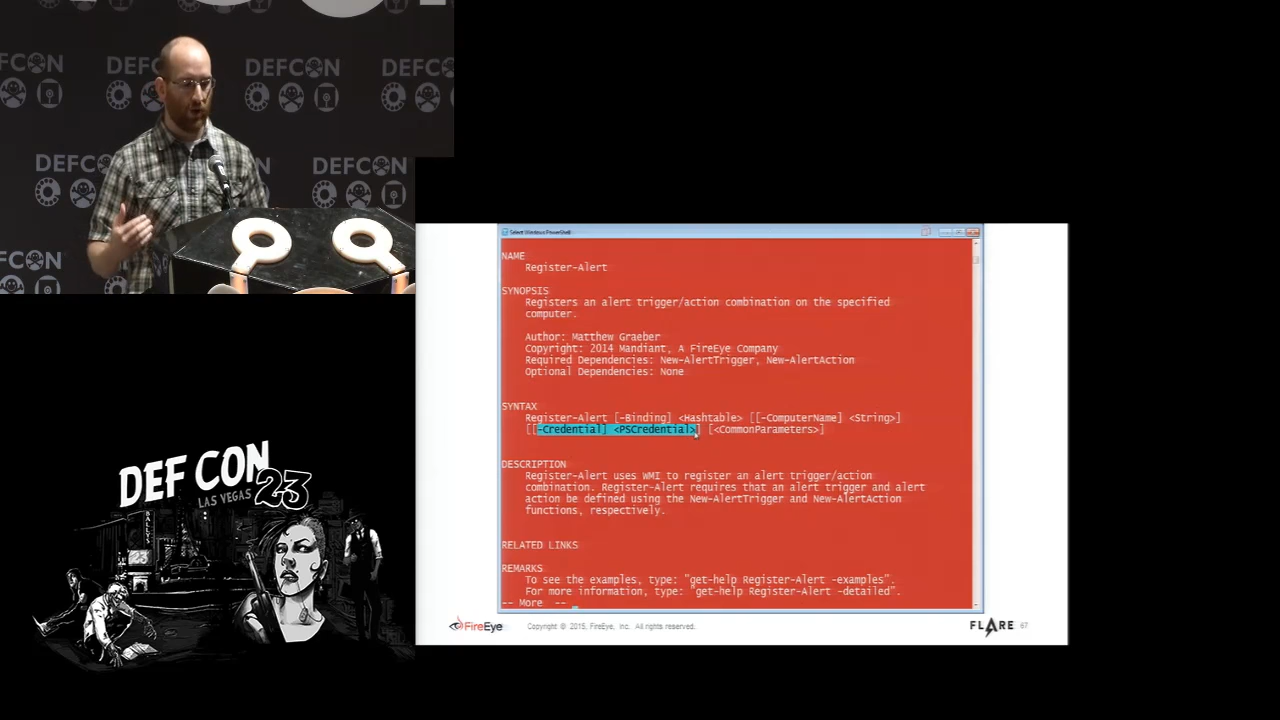 DEFCON
DEFCON
DEFCON
DEFCON
DEFCON
DEFCON
DEFCON
DEF CON
LAS VEGAS 23
BALLYS
Select Windows PowerShell
NAME
Register-Alert
SYNOPSIS
Registers an alert trigger/action combination on the specified
computer.
Author: Matthew Graeber
Copyright: 2014 Mandiant, A FireEye Company
Required Dependencies: New-AlertTrigger, New-AlertAction
Optional Dependencies: None
SYNTAX
Register-Alert [-Binding] <Hashtable> [[-ComputerName] <String>]
[[-Credential] <PSCredential>] [<CommonParameters>]
DESCRIPTION
Register-Alert uses WMI to register an alert trigger/action
combination. Register-Alert requires that an alert trigger and alert
action be defined using the New-AlertTrigger and New-AlertAction
functions, respectively.
RELATED LINKS
REMARKS
To see the examples, type: "get-help Register-Alert -examples".
For more information, type: "get-help Register-Alert -detailed".
-- More --
FireEye
Copyright © 2015, FireEye, Inc. All rights reserved.
FLARE
67